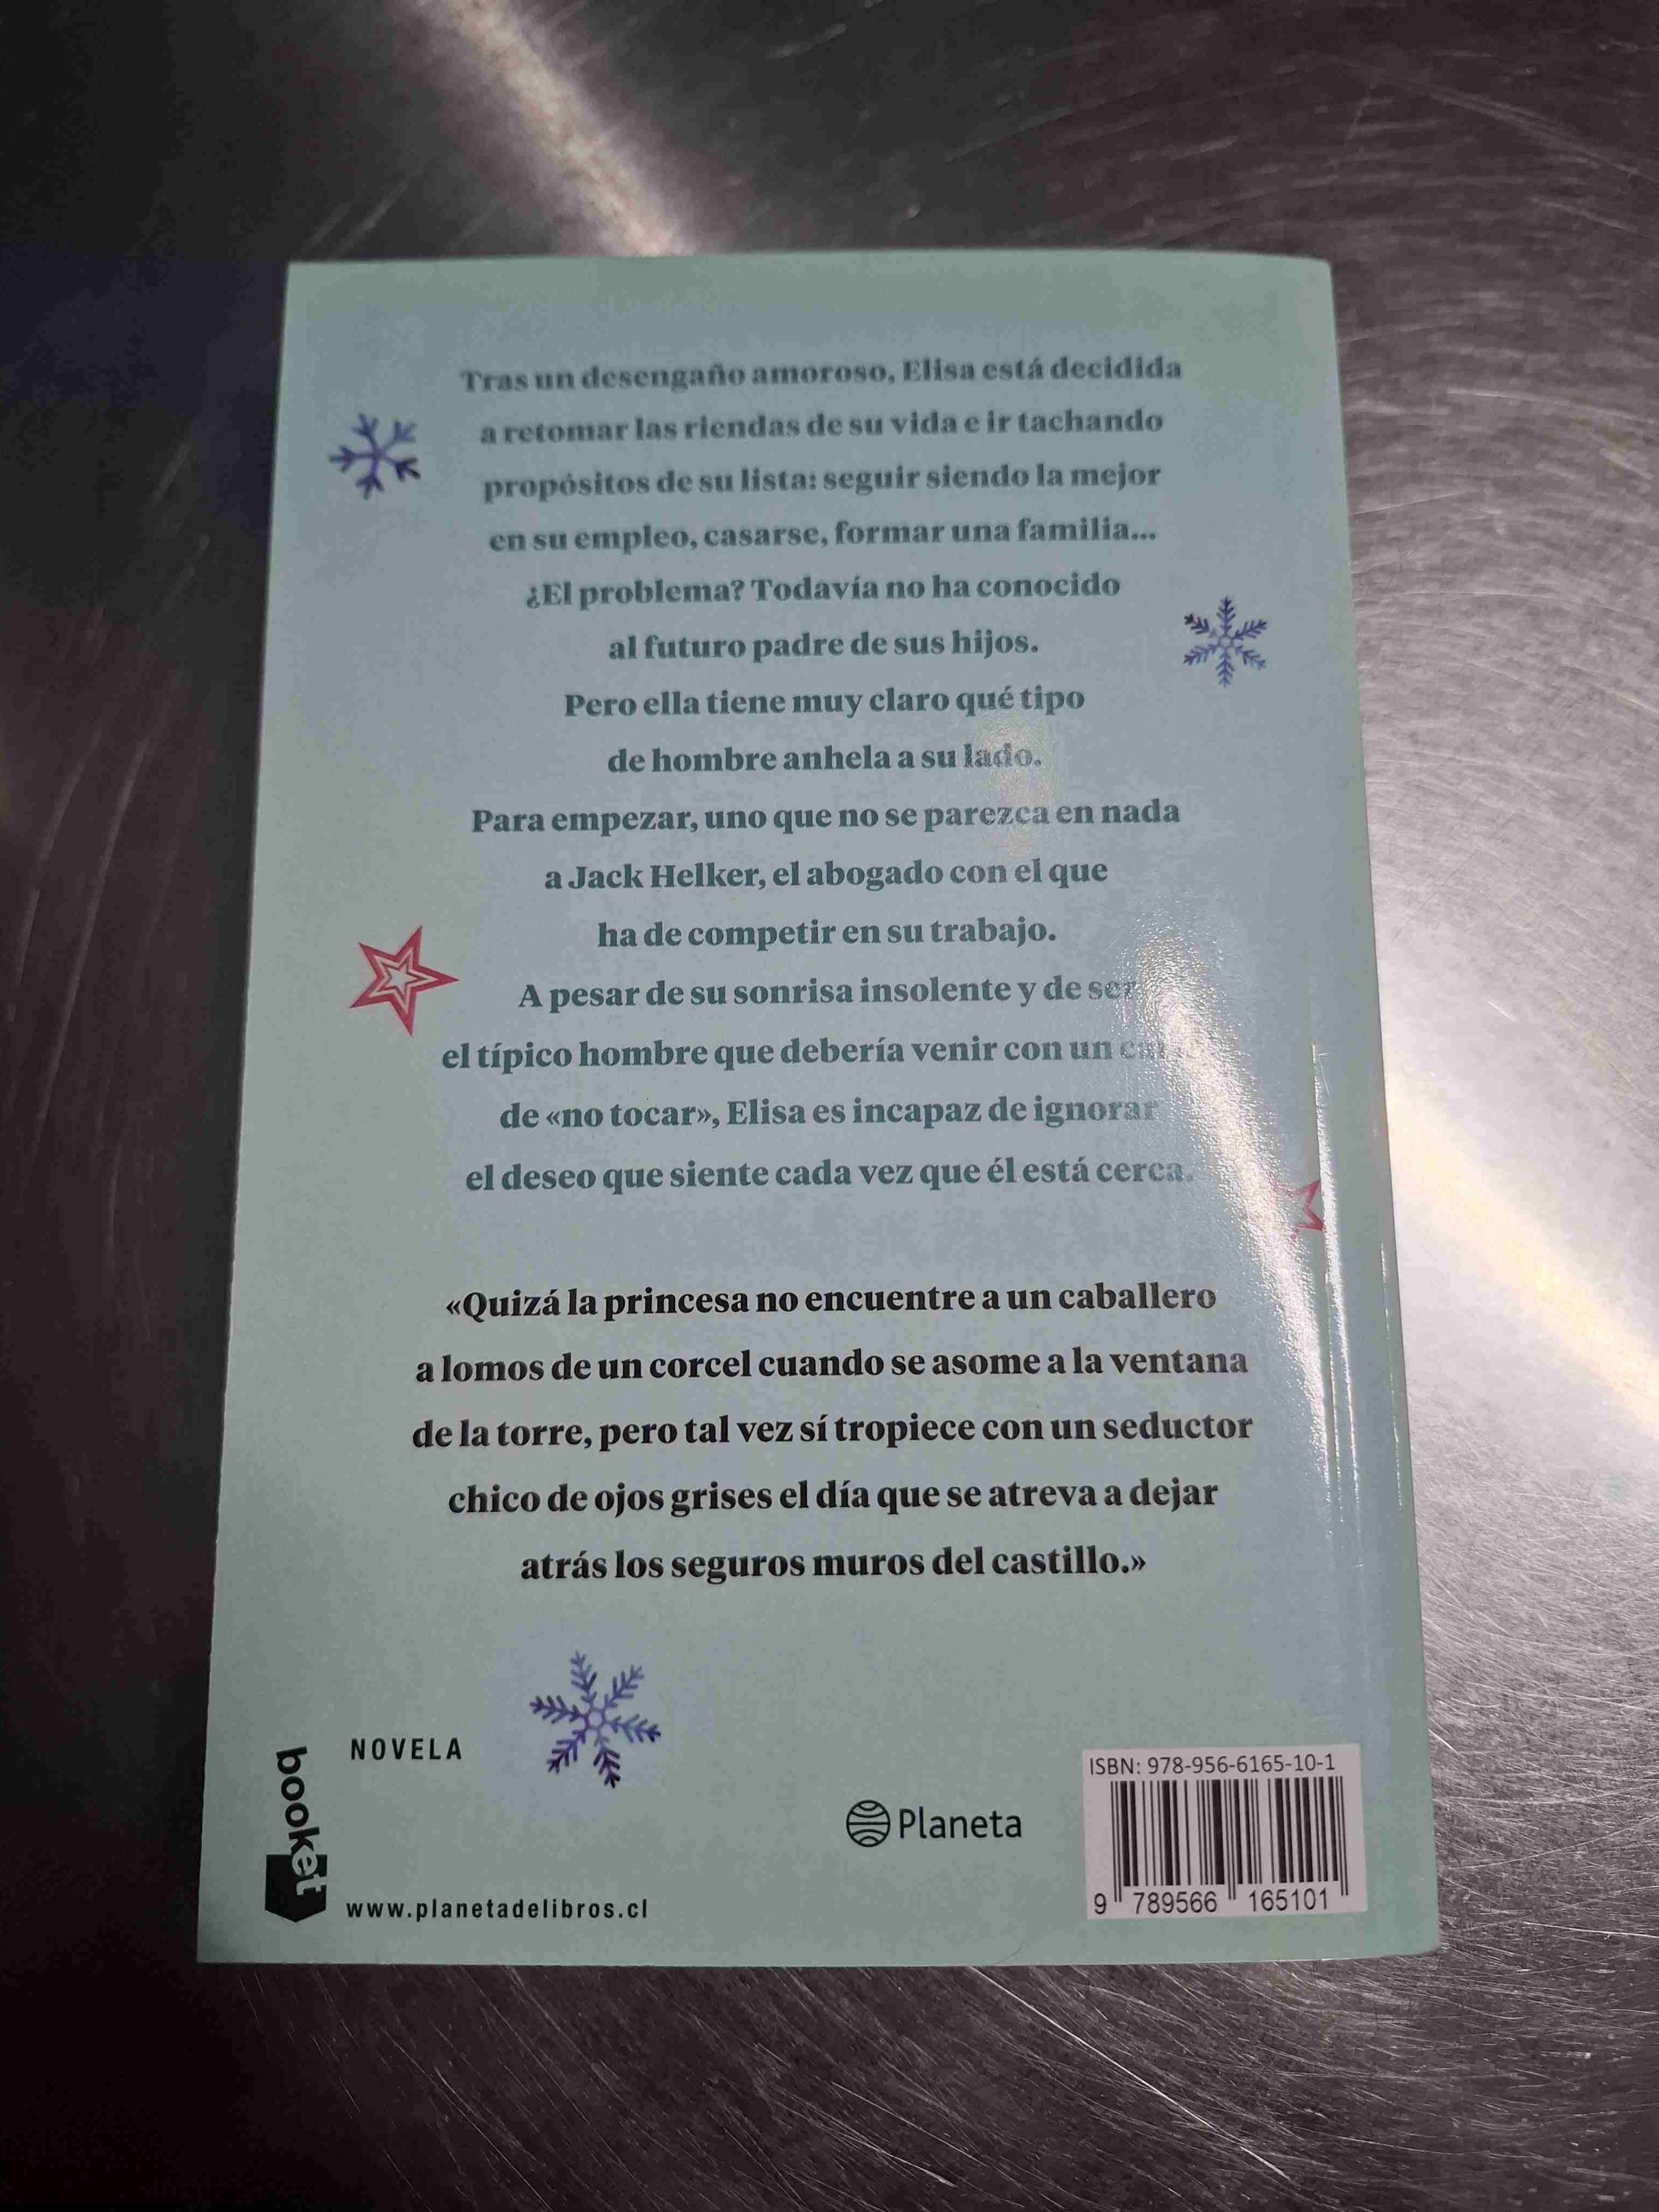 Tras un desengaño amoroso, Elisa está decidida
a retomar las riendas de su vida e ir tachando
propósitos de su lista: seguir siendo la mejor
en su empleo, casarse, formar una familia...
¿El problema? Todavía no ha conocido
al futuro padre de sus hijos.
Pero ella tiene muy claro qué tipo
de hombre anhela a su lado.
Para empezar, uno que no se parezca en nada
a Jack Helker, el abogado con el que
ha de competir en su trabajo.
A pesar de su sonrisa insolente y de ser
el típico hombre que debería venir con un
de «no tocar», Elisa es incapaz de ignorar
el deseo que siente cada vez que él está cerca.
«Quizá la princesa no encuentre a un caballero
a lomos de un corcel cuando se asome a la ventana
de la torre, pero tal vez sí tropiece con un seductor
chico de ojos grises el día que se atreva a dejar
atrás los seguros muros del castillo.»
booket
NOVELA
www.planetadelibros.cl
Planeta
ISBN: 978-956-6165-10-1
9 789566 165101